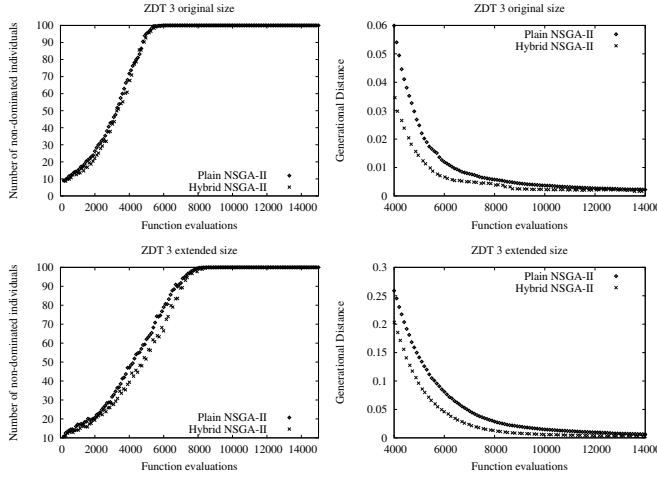 ZDT 3 original size
Number of non-dominated individuals
100
90
80
70
60
50
40
30
20
10
0
Plain NSGA-II
Hybrid NSGA-II
0 2000 4000 6000 8000 10000 12000 14000
Function evaluations
ZDT 3 original size
Generational Distance
0.06
0.05
0.04
0.03
0.02
0.01
0
Plain NSGA-II
Hybrid NSGA-II
4000 6000 8000 10000 12000 14000
Function evaluations
ZDT 3 extended size
Number of non-dominated individuals
100
90
80
70
60
50
40
30
20
10
Plain NSGA-II
Hybrid NSGA-II
0 2000 4000 6000 8000 10000 12000 14000
Function evaluations
ZDT 3 extended size
Generational Distance
0.3
0.25
0.2
0.15
0.1
0.05
0
Plain NSGA-II
Hybrid NSGA-II
4000 6000 8000 10000 12000 14000
Function evaluations